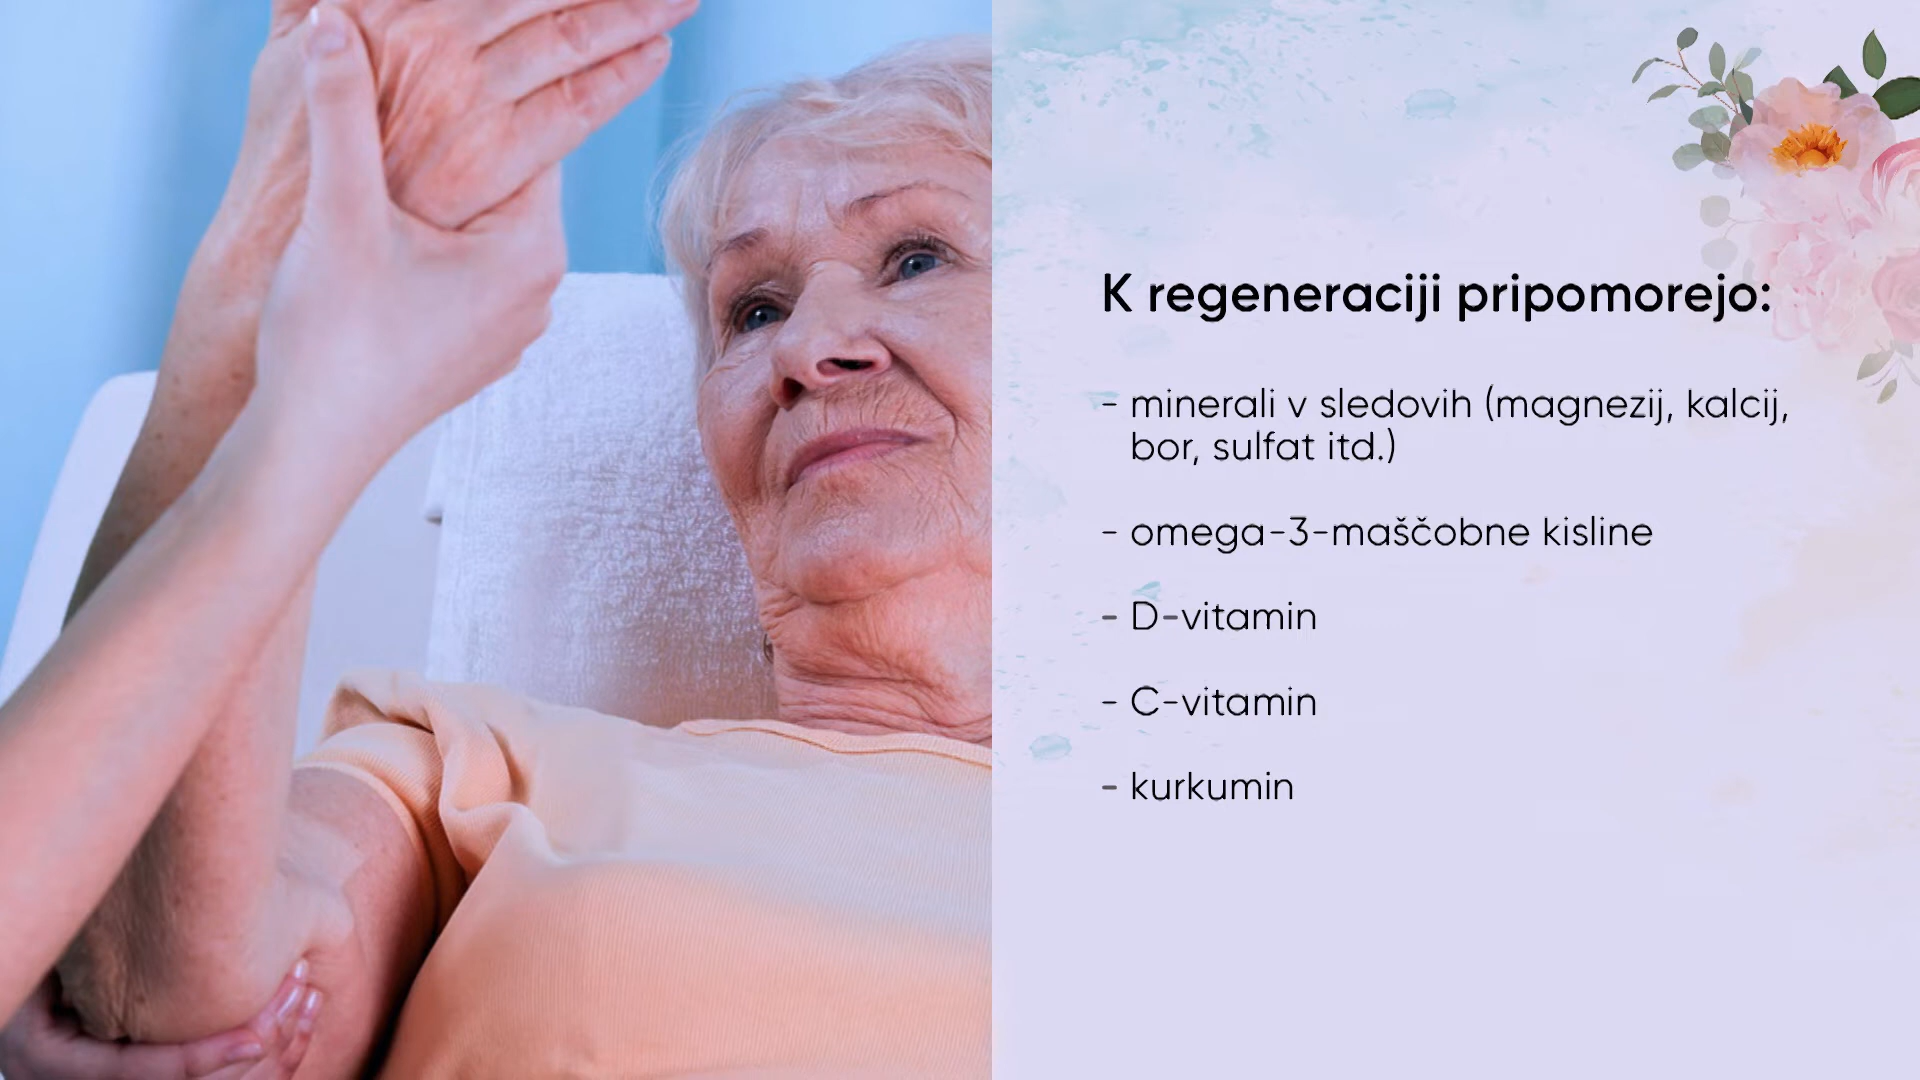 K regeneraciji pripomorejo:
- minerali v sledovih (magnezij, kalcij,
bor, sulfat itd.)
- omega-3-maščobne kisline
- D-vitamin
- C-vitamin
- kurkumin